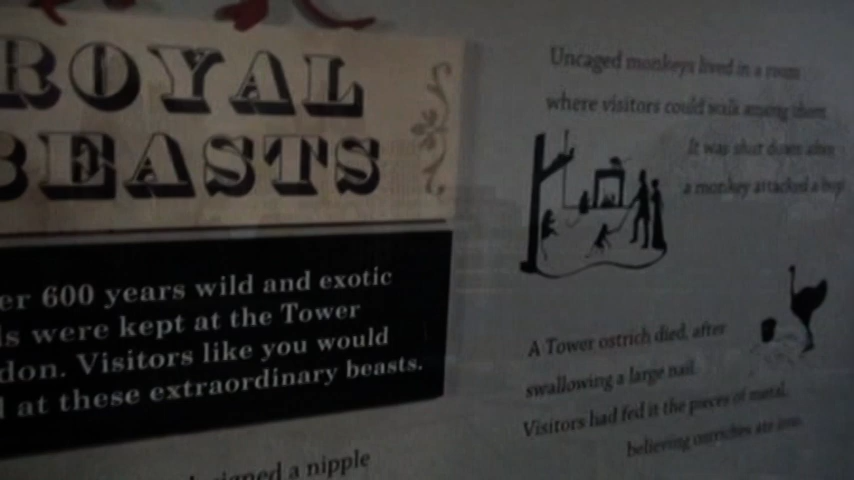 ROYAL
BEASTS
er 600 years wild and exotic
ls were kept at the Tower
don. Visitors like you would
at these extraordinary beasts.
signed a nipple
Uncaged monkeys lived in a room
where visitors could walk among them.
It was shut down after
a monkey attacked a boy.
A Tower ostrich died, after
swallowing a large nail.
Visitors had fed it the pieces of metal,
believing ostriches ate iron.